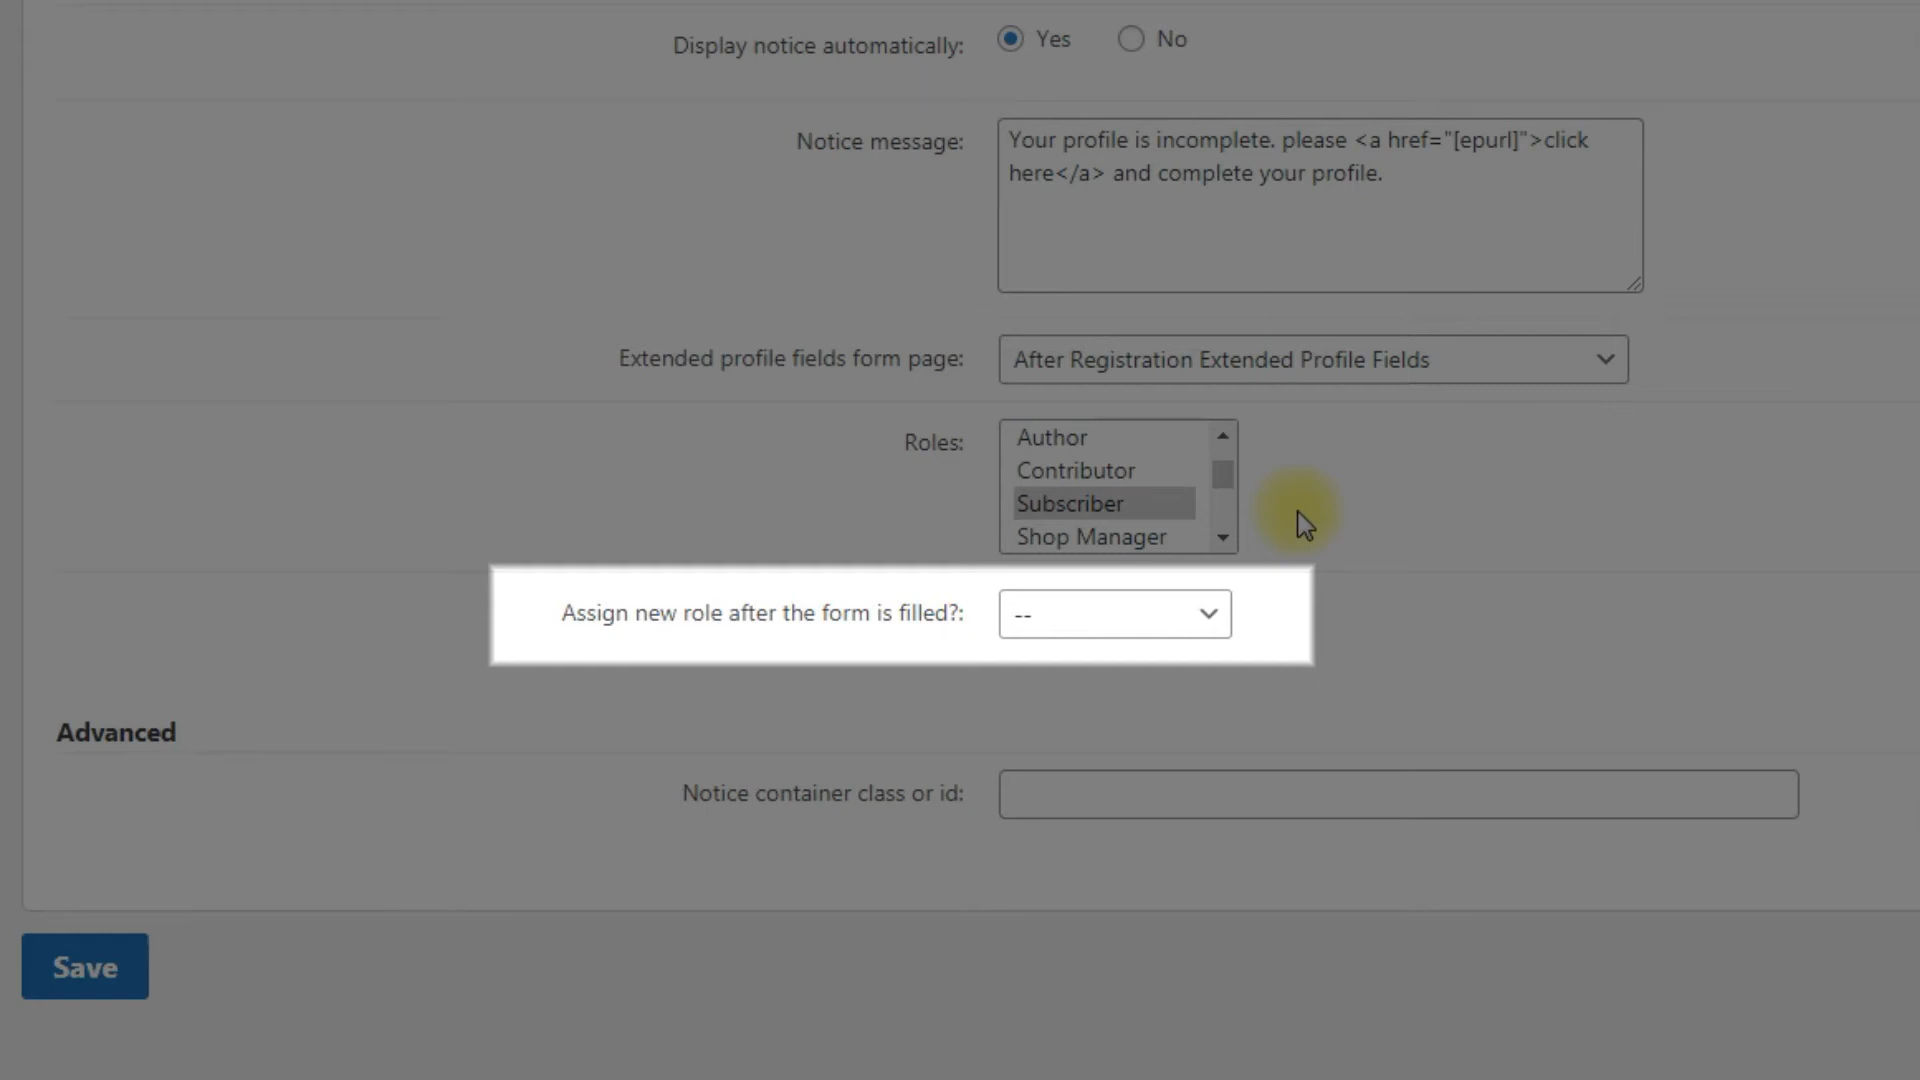 Display notice automatically: Yes No
Notice message: Your profile is incomplete. please <a href="[epurl]">click
here</a> and complete your profile.
Extended profile fields form page: After Registration Extended Profile Fields
Roles: Author
Contributor
Subscriber
Shop Manager
Assign new role after the form is filled?: --
Advanced
Notice container class or id:
Save